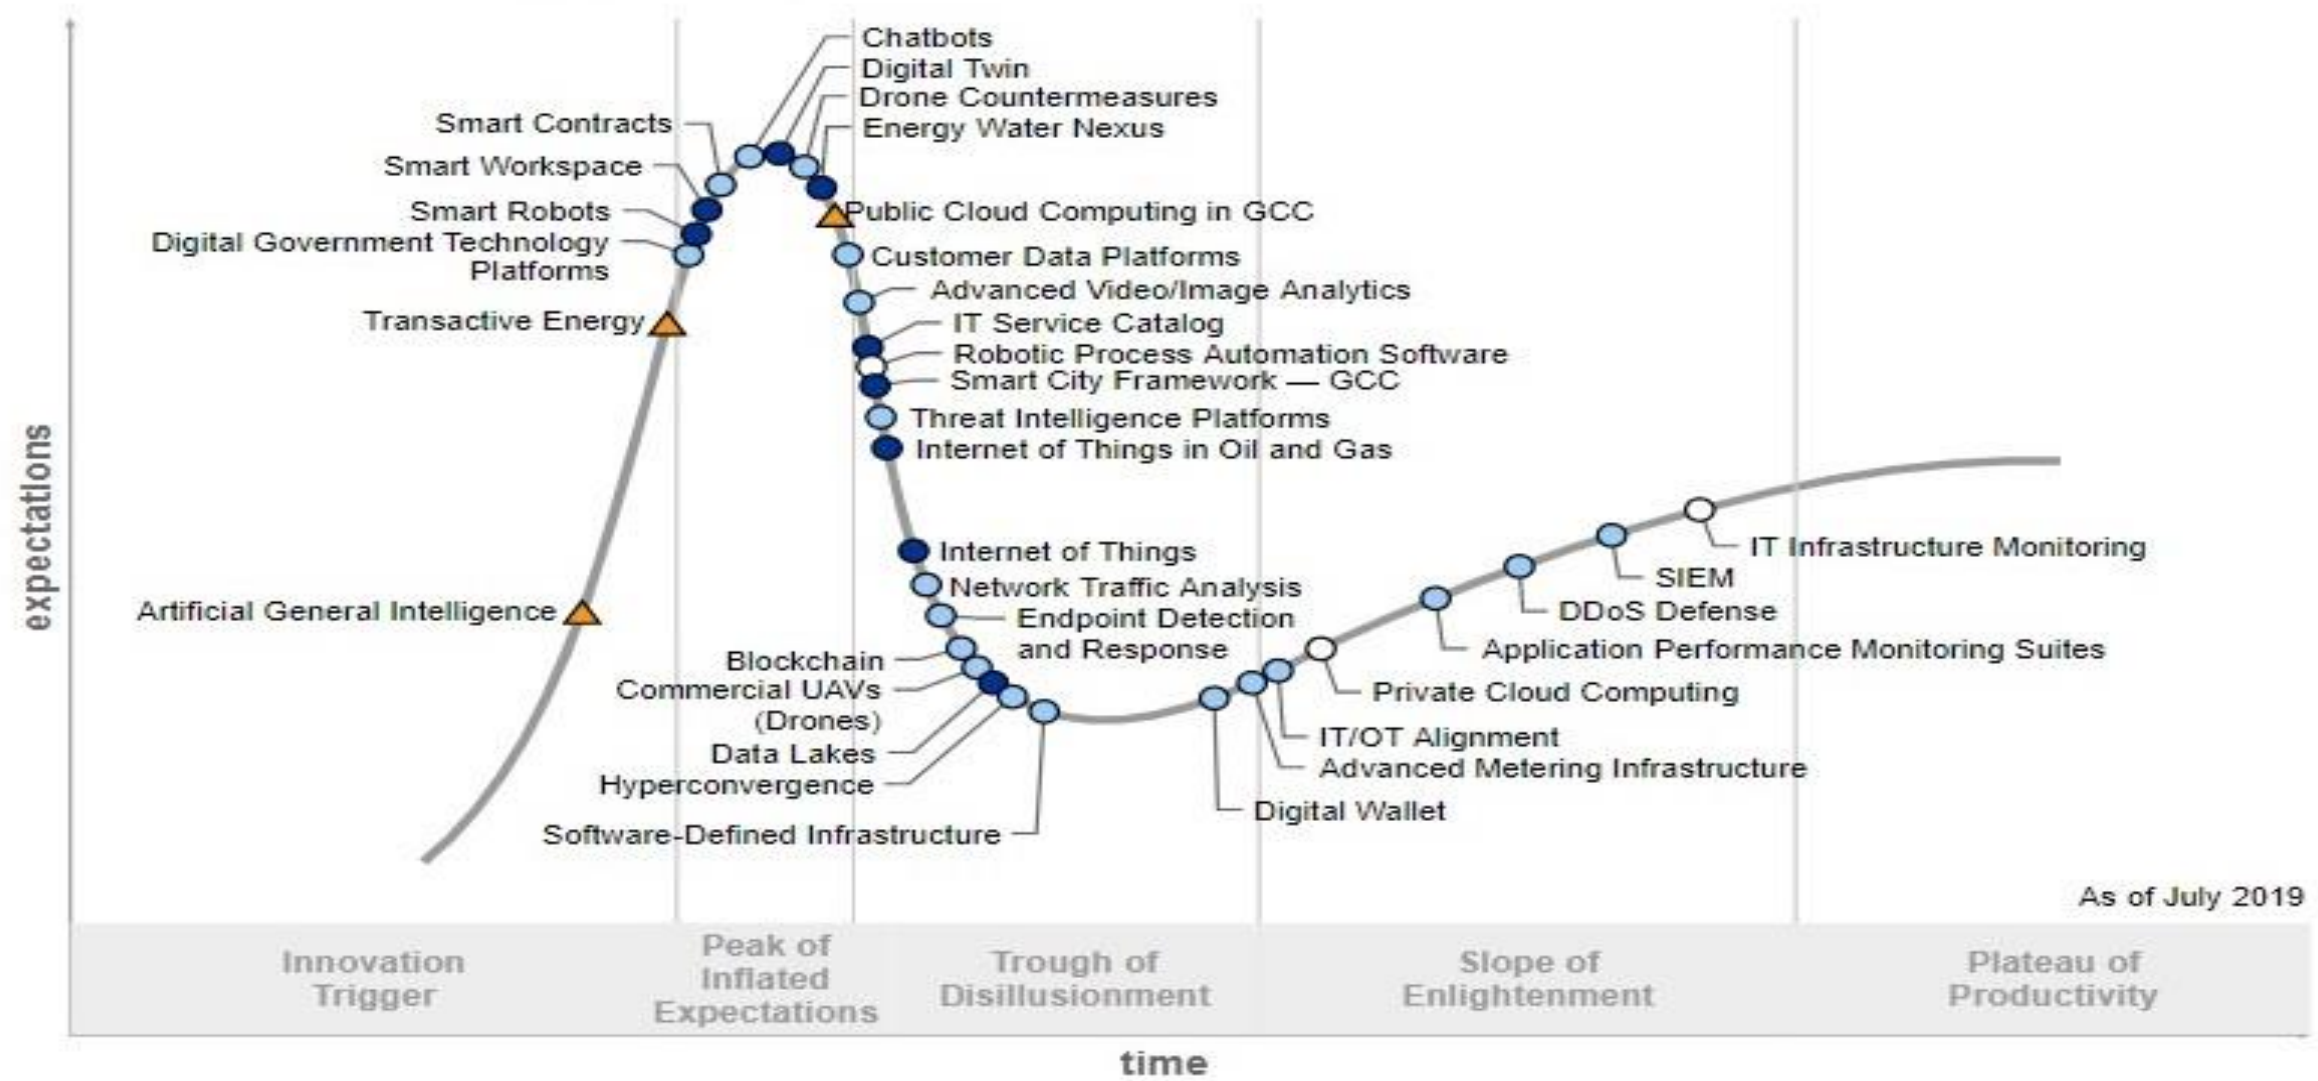 Chatbots
Digital Twin
Drone Countermeasures
Energy Water Nexus
Smart Contracts
Smart Workspace
Smart Robots
Digital Government Technology
Platforms
Transactive Energy
Artificial General Intelligence
Public Cloud Computing in GCC
Customer Data Platforms
Advanced Video/Image Analytics
IT Service Catalog
Robotic Process Automation Software
Smart City Framework — GCC
Threat Intelligence Platforms
Internet of Things in Oil and Gas
Internet of Things
Network Traffic Analysis
Endpoint Detection
and Response
Blockchain
Commercial UAVs
(Drones)
Data Lakes
Hyperconvergence
Software-Defined Infrastructure
IT Infrastructure Monitoring
SIEM
DDoS Defense
Application Performance Monitoring Suites
Private Cloud Computing
IT/OT Alignment
Advanced Metering Infrastructure
Digital Wallet
expectations
As of July 2019
Innovation
Trigger
Peak of
Inflated
Expectations
Trough of
Disillusionment
Slope of
Enlightenment
Plateau of
Productivity
time